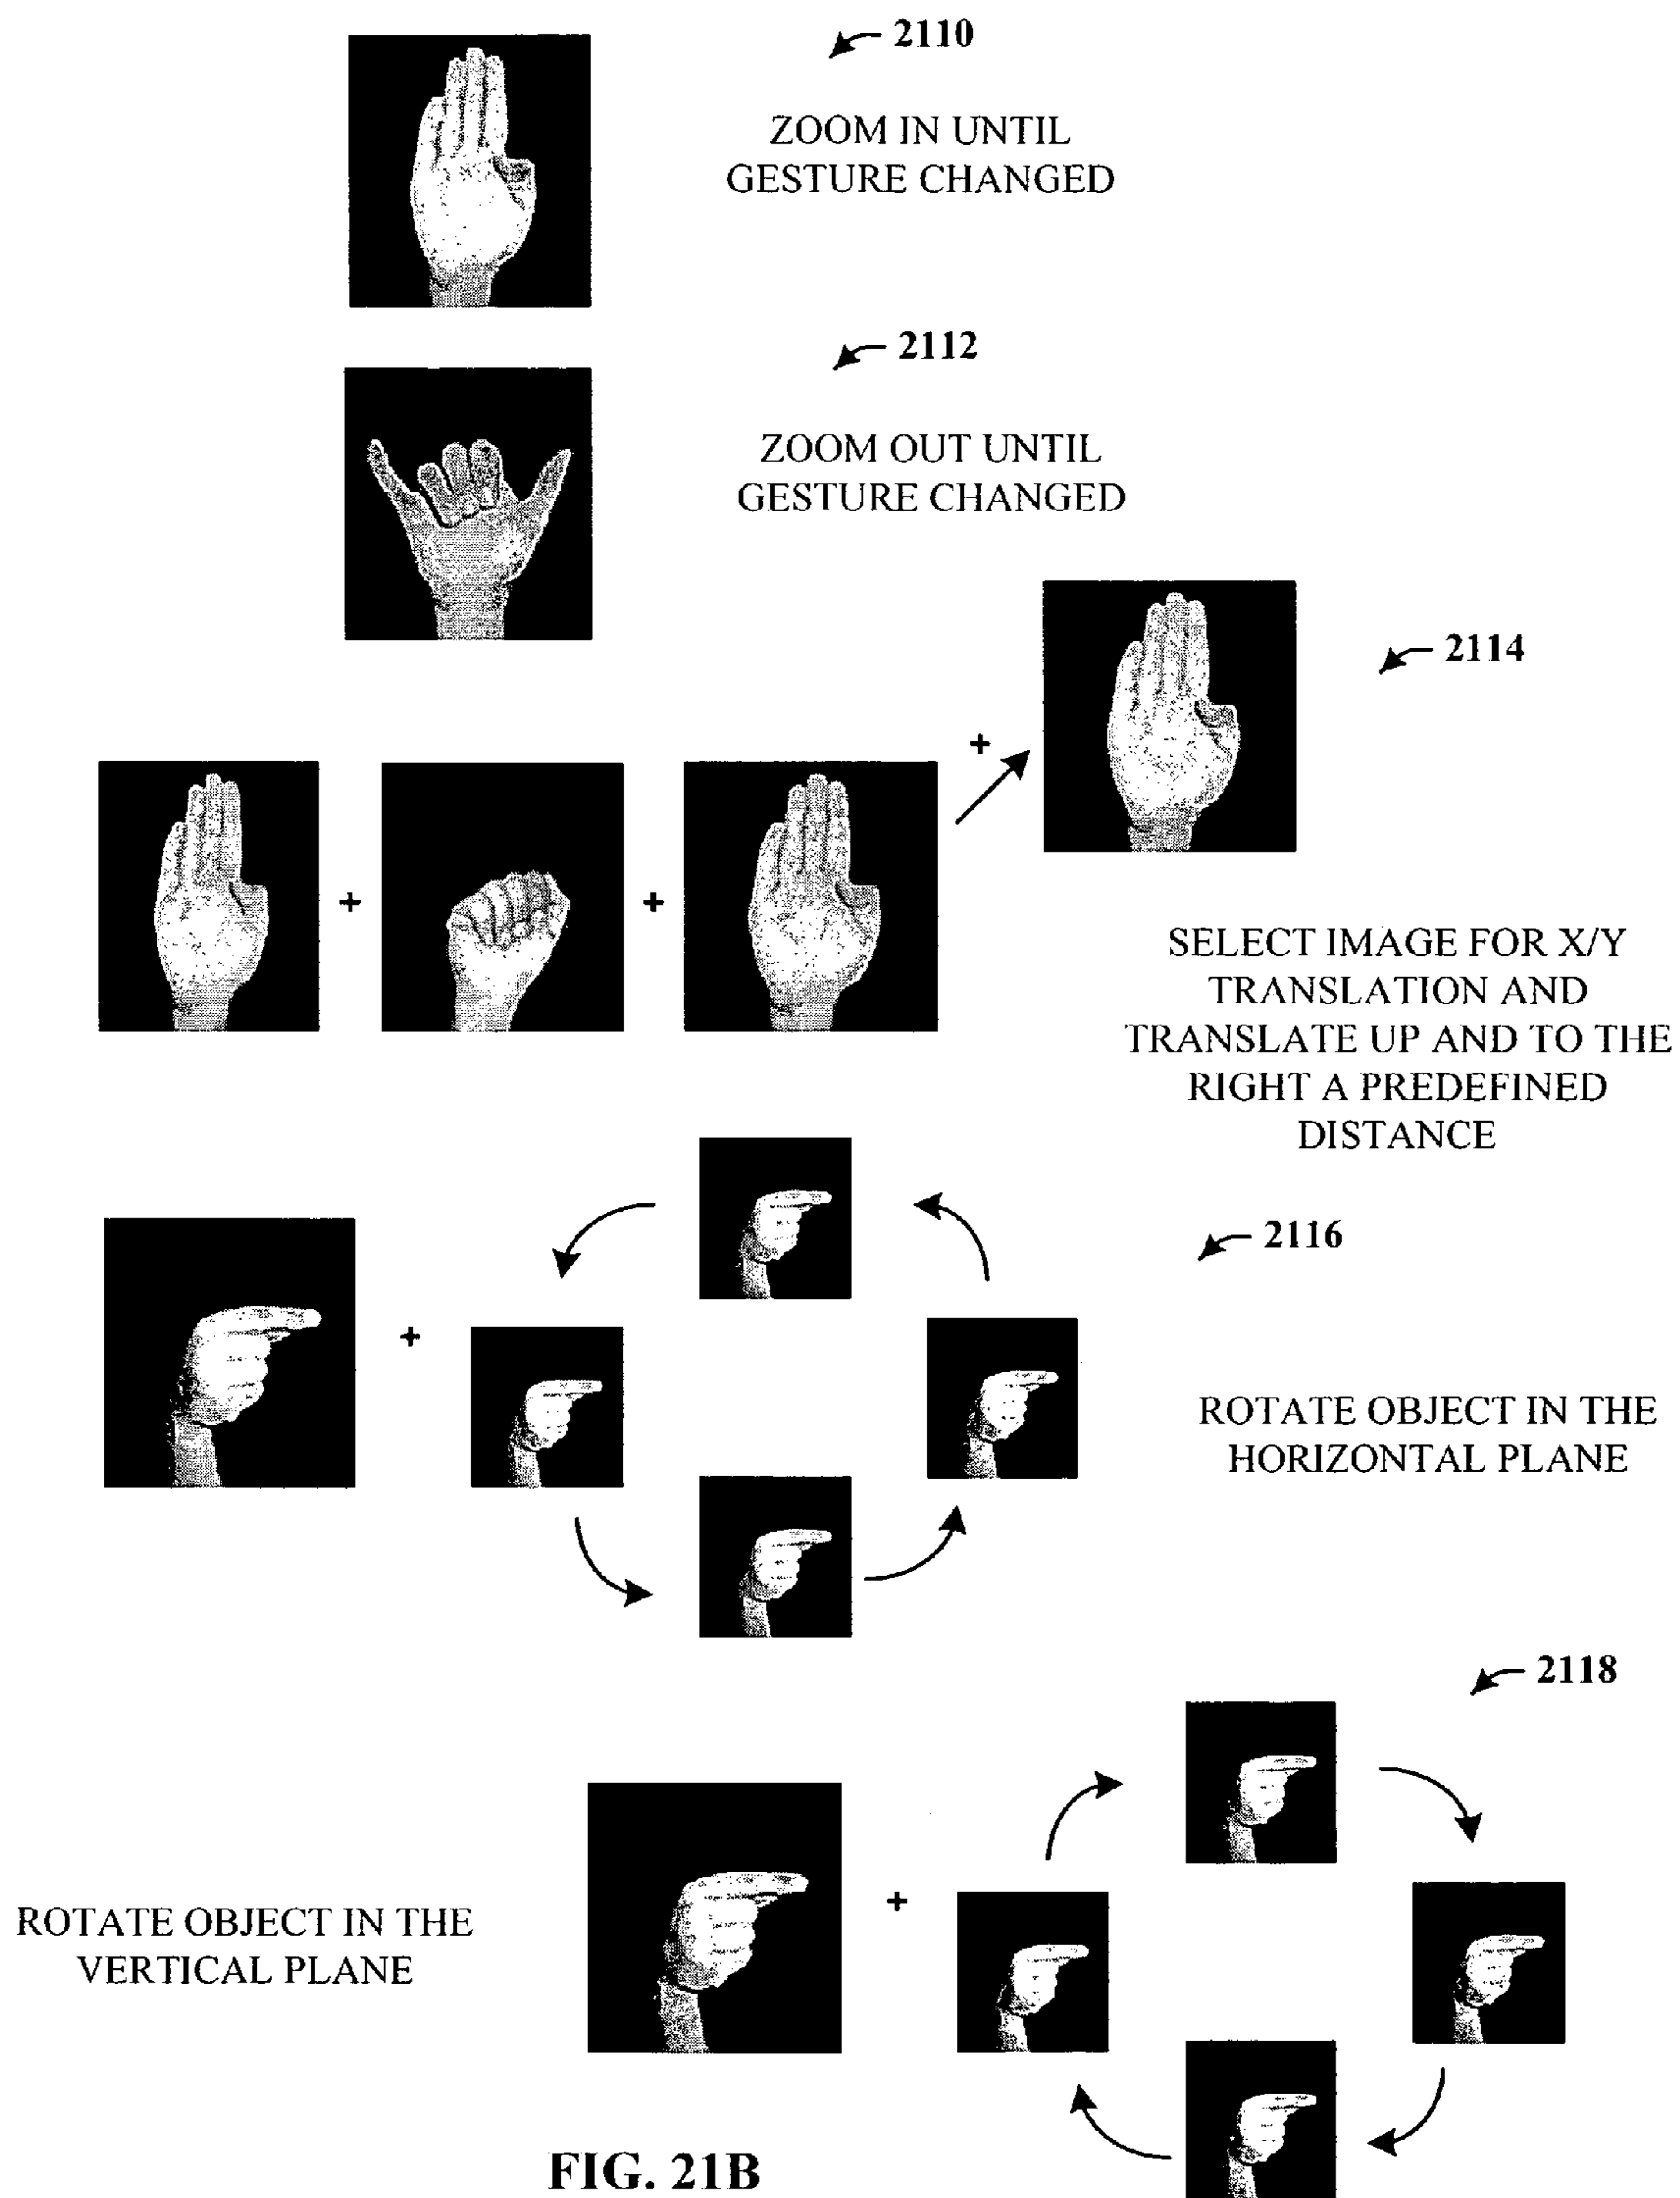 2110
ZOOM IN UNTIL
GESTURE CHANGED
2112
ZOOM OUT UNTIL
GESTURE CHANGED
2114
+
+
+
SELECT IMAGE FOR X/Y
TRANSLATION AND
TRANSLATE UP AND TO THE
RIGHT A PREDEFINED
DISTANCE
2116
+
ROTATE OBJECT IN THE
HORIZONTAL PLANE
2118
+
ROTATE OBJECT IN THE
VERTICAL PLANE
FIG. 21B